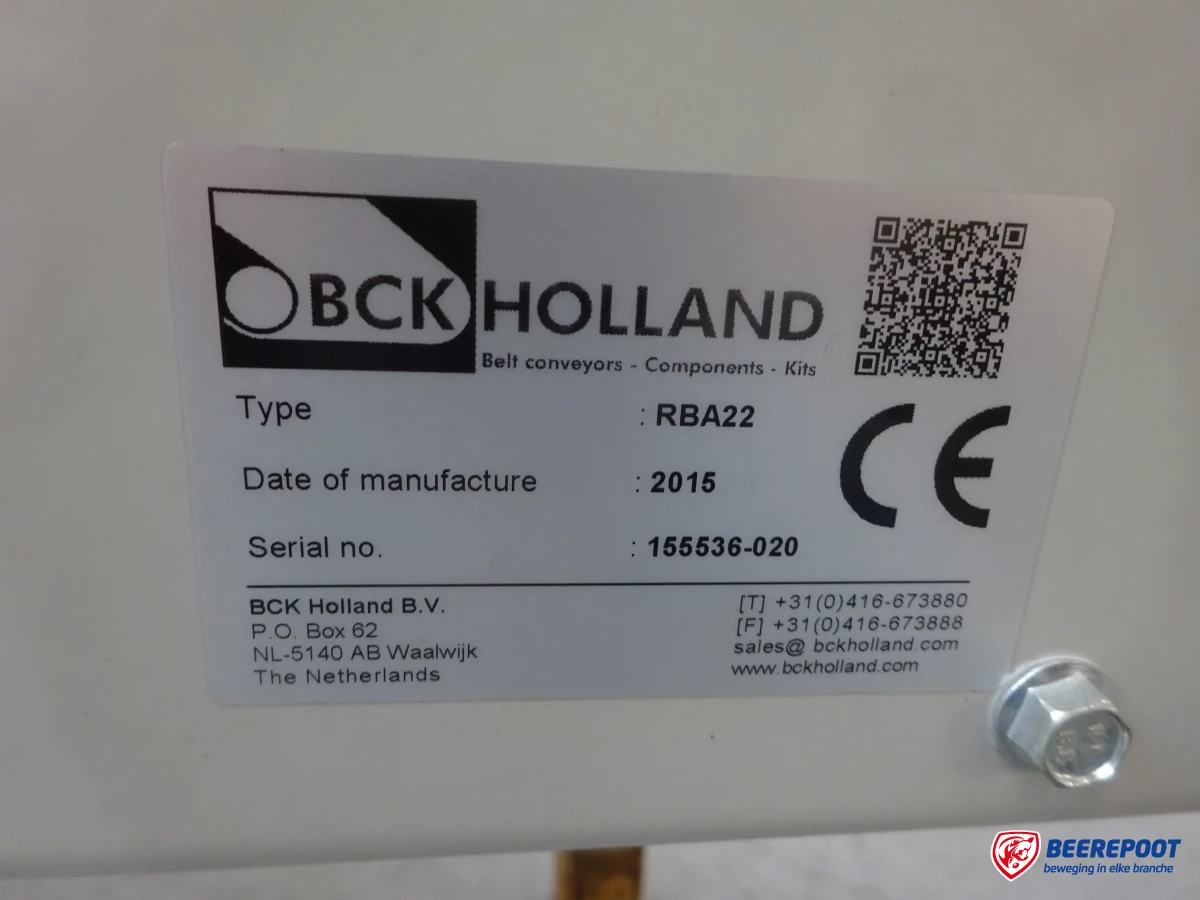 BCK HOLLAND
Belt conveyors - Components - Kits
Type : RBA22
Date of manufacture : 2015
Serial no. : 155536-020
CE
BCK Holland B.V.
P.O. Box 62
NL-5140 AB Waalwijk
The Netherlands
[T] +31(0)416-673880
[F] +31(0)416-673888
sales@ bckholland.com
www.bckholland.com
BEEREPOOT
beweging in elke branche